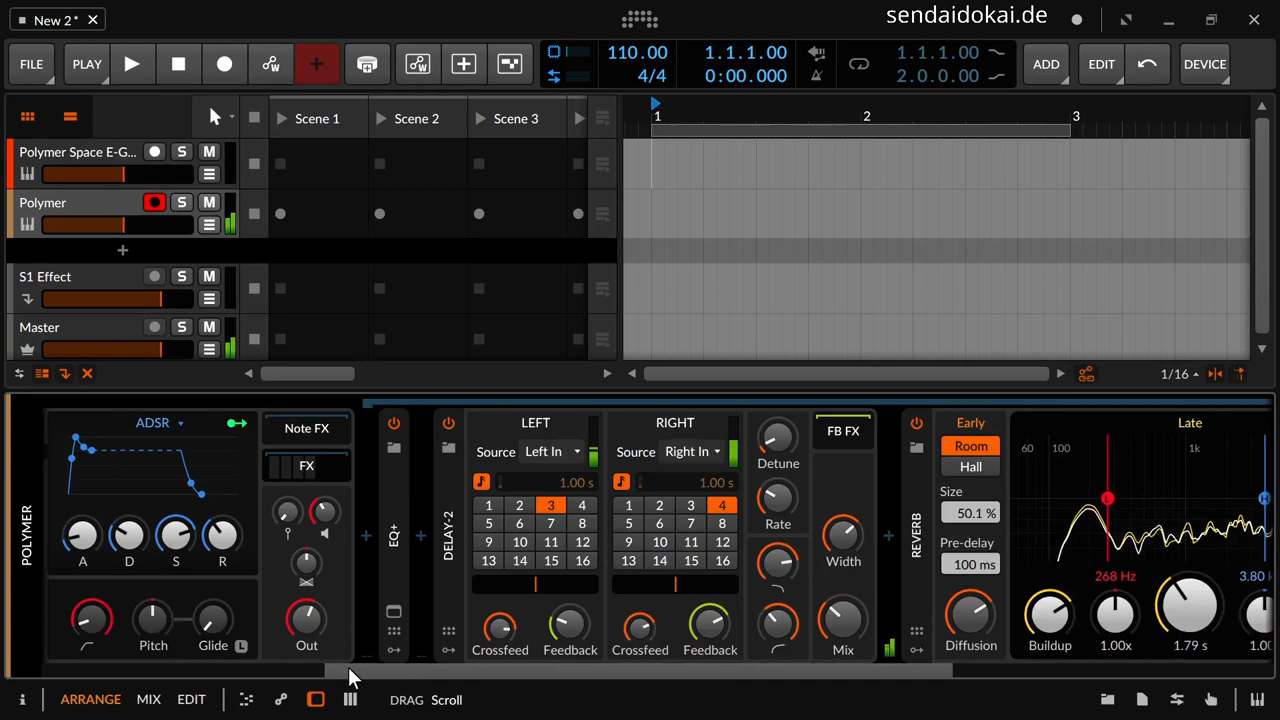 New 2* ✕
sendaidokai.de
FILE PLAY 110.00 4/4 1.1.1.00 0:00.000 1.1.1.00 2.0.0.00 ADD EDIT DEVICE
Scene 1 Scene 2 Scene 3 1 2 3
Polymer Space E-G... S M
Polymer S M
+
S1 Effect S M
Master S M
1/16
POLYMER
ADSR
A D S R
Pitch Glide L
Note FX
FX
Out
EQ+
DELAY-2
LEFT
Source Left In
1.00 s
1 2 3 4
5 6 7 8
9 10 11 12
13 14 15 16
Crossfeed Feedback
RIGHT
Source Right In
1.00 s
1 2 3 4
5 6 7 8
9 10 11 12
13 14 15 16
Crossfeed Feedback
Detune
Rate
FB FX
Width
Mix
REVERB
Early
Room
Hall
Size
50.1 %
Pre-delay
100 ms
Diffusion
Late
60 100 1k
L H
268 Hz 3.80
Buildup 1.00x 1.79 s
i ARRANGE MIX EDIT DRAG Scroll